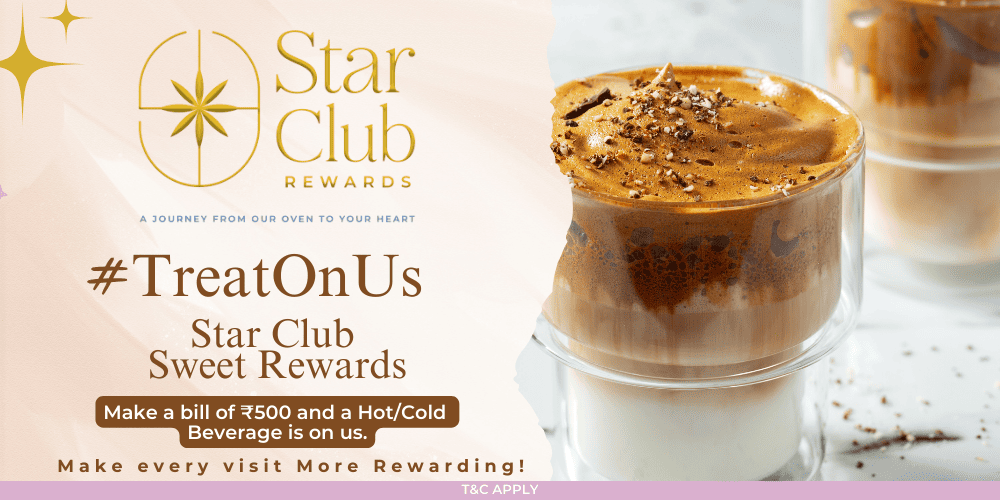 Star
Club
REWARDS
A JOURNEY FROM OUR OVEN TO YOUR HEART
#TreatOnUs
Star Club
Sweet Rewards
Make a bill of ₹500 and a Hot/Cold
Beverage is on us.
Make every visit More Rewarding!
T&C APPLY